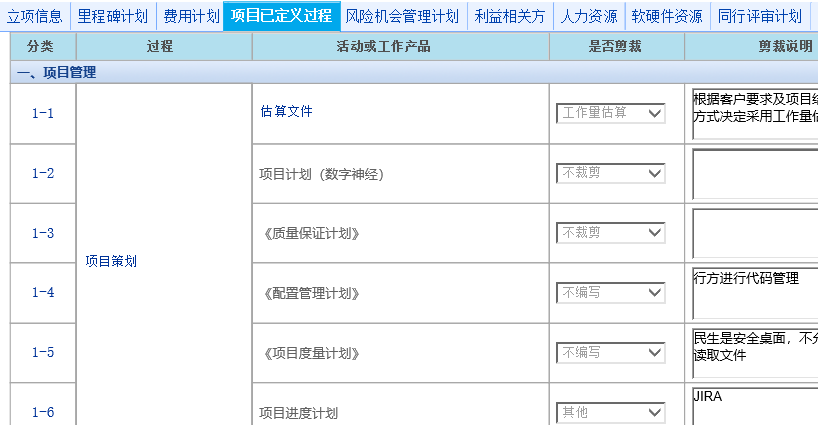 立项信息 里程碑计划 费用计划 项目已定义过程 风险机会管理计划 利益相关方 人力资源 软硬件资源 同行评审计划
分类 过程 活动或工作产品 是否剪裁 剪裁说明
一、项目管理
项目策划
1-1 估算文件 工作量估算 根据客户要求及项目
方式决定采用工作量
1-2 项目计划（数字神经） 不裁剪
1-3 《质量保证计划》 不裁剪
1-4 《配置管理计划》 不编写 行方进行代码管理
1-5 《项目度量计划》 不编写 民生是安全桌面，不
读取文件
1-6 项目进度计划 其他 JIRA